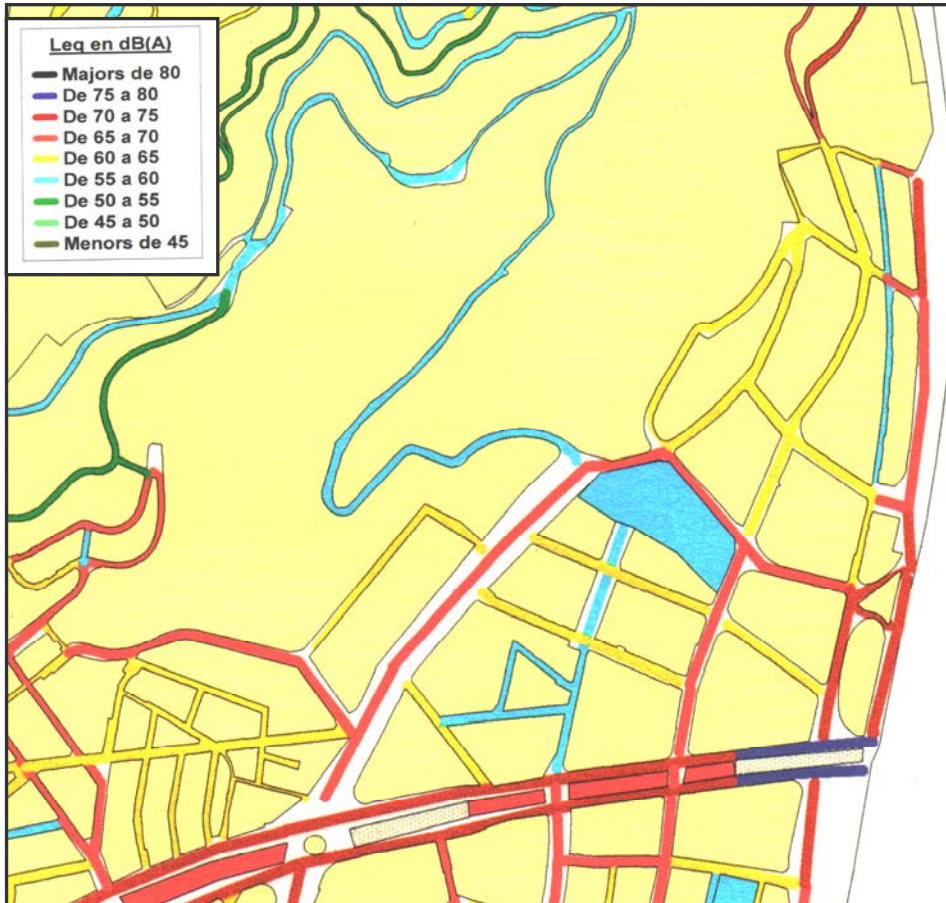 Leq en dB(A)
Majors de 80
De 75 a 80
De 70 a 75
De 65 a 70
De 60 a 65
De 55 a 60
De 50 a 55
De 45 a 50
Menors de 45